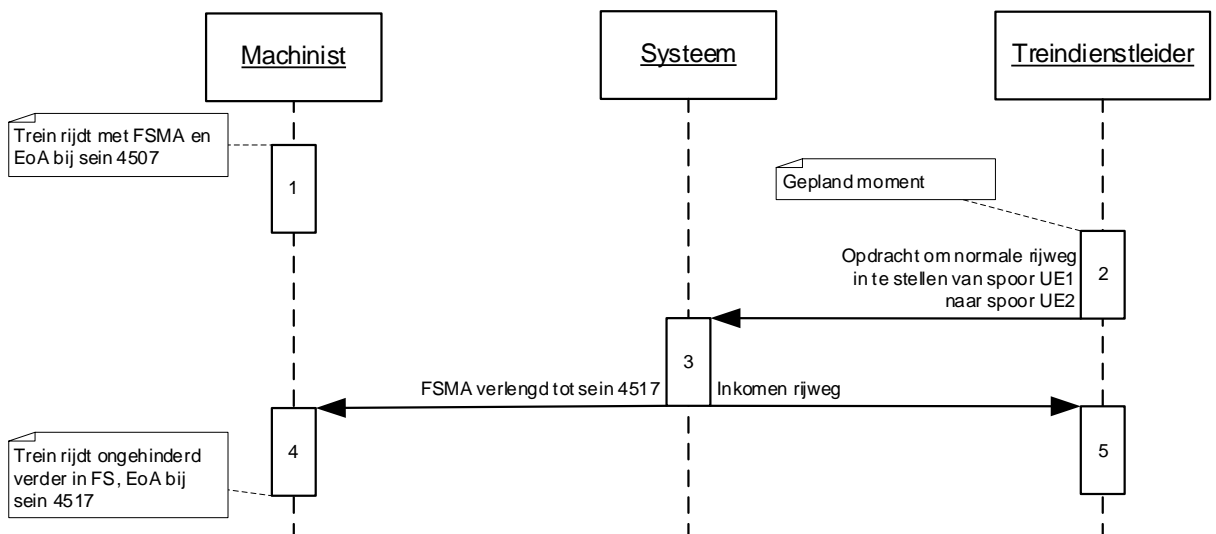 Machinist
Systeem
Treindienstleider
Trein rijdt met FSMA en
EoA bij sein 4507
1
Gepland moment
Opdracht om normale rijweg
in te stellen van spoor UE1
naar spoor UE2
2
3
FSMA verlengd tot sein 4517
Inkomen rijweg
4
5
Trein rijdt ongehinderd
verder in FS, EoA bij
sein 4517